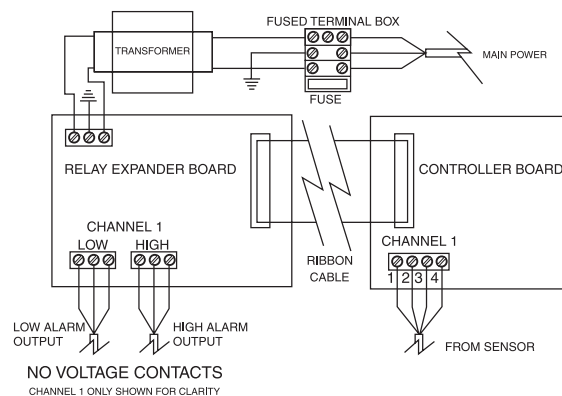 FUSED TERMINAL BOX
TRANSFORMER
MAIN POWER
FUSE
RELAY EXPANDER BOARD
CONTROLLER BOARD
CHANNEL 1
LOW HIGH
RIBBON
CABLE
CHANNEL 1
1 2 3 4
LOW ALARM
OUTPUT
HIGH ALARM
OUTPUT
FROM SENSOR
NO VOLTAGE CONTACTS
CHANNEL 1 ONLY SHOWN FOR CLARITY